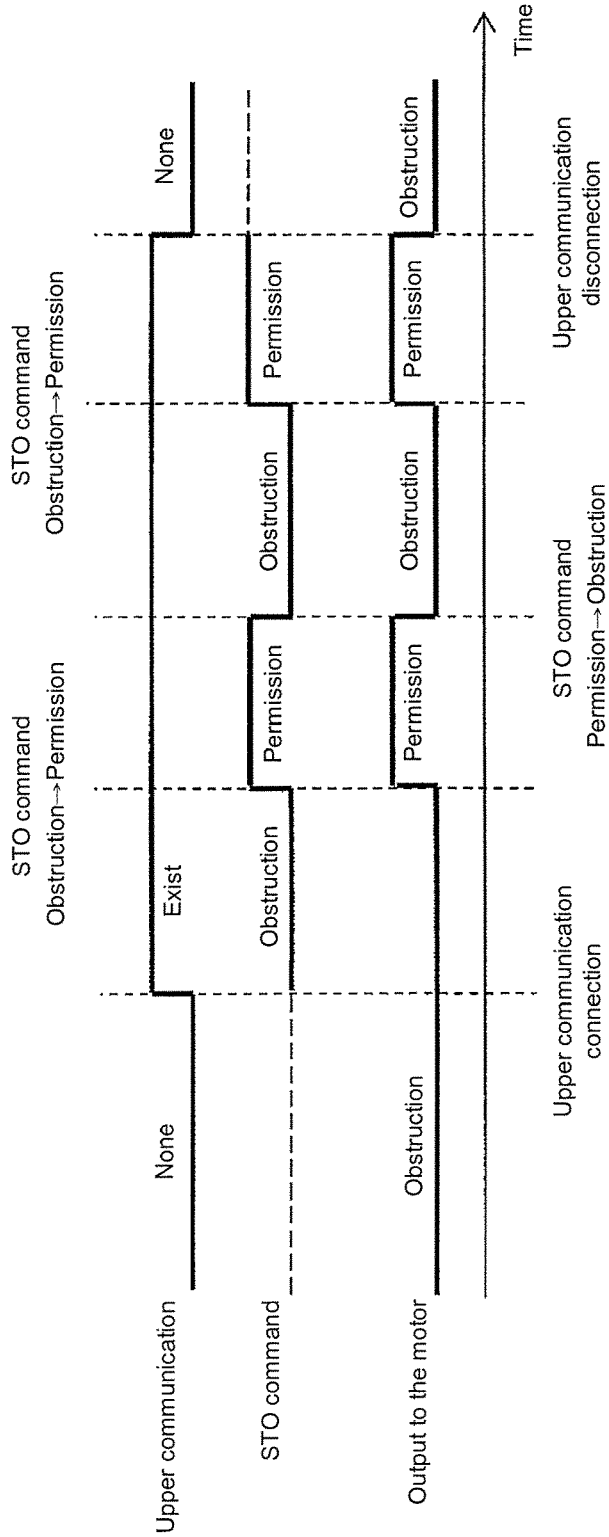 STO command
Obstruction→Permission
STO command
Obstruction→Permission
Upper communication
None
Exist
None
STO command
Obstruction
Permission
Obstruction
Permission
Output to the motor
Obstruction
Permission
Obstruction
Permission
Obstruction
Time
Upper communication
connection
STO command
Permission→Obstruction
Upper communication
disconnection